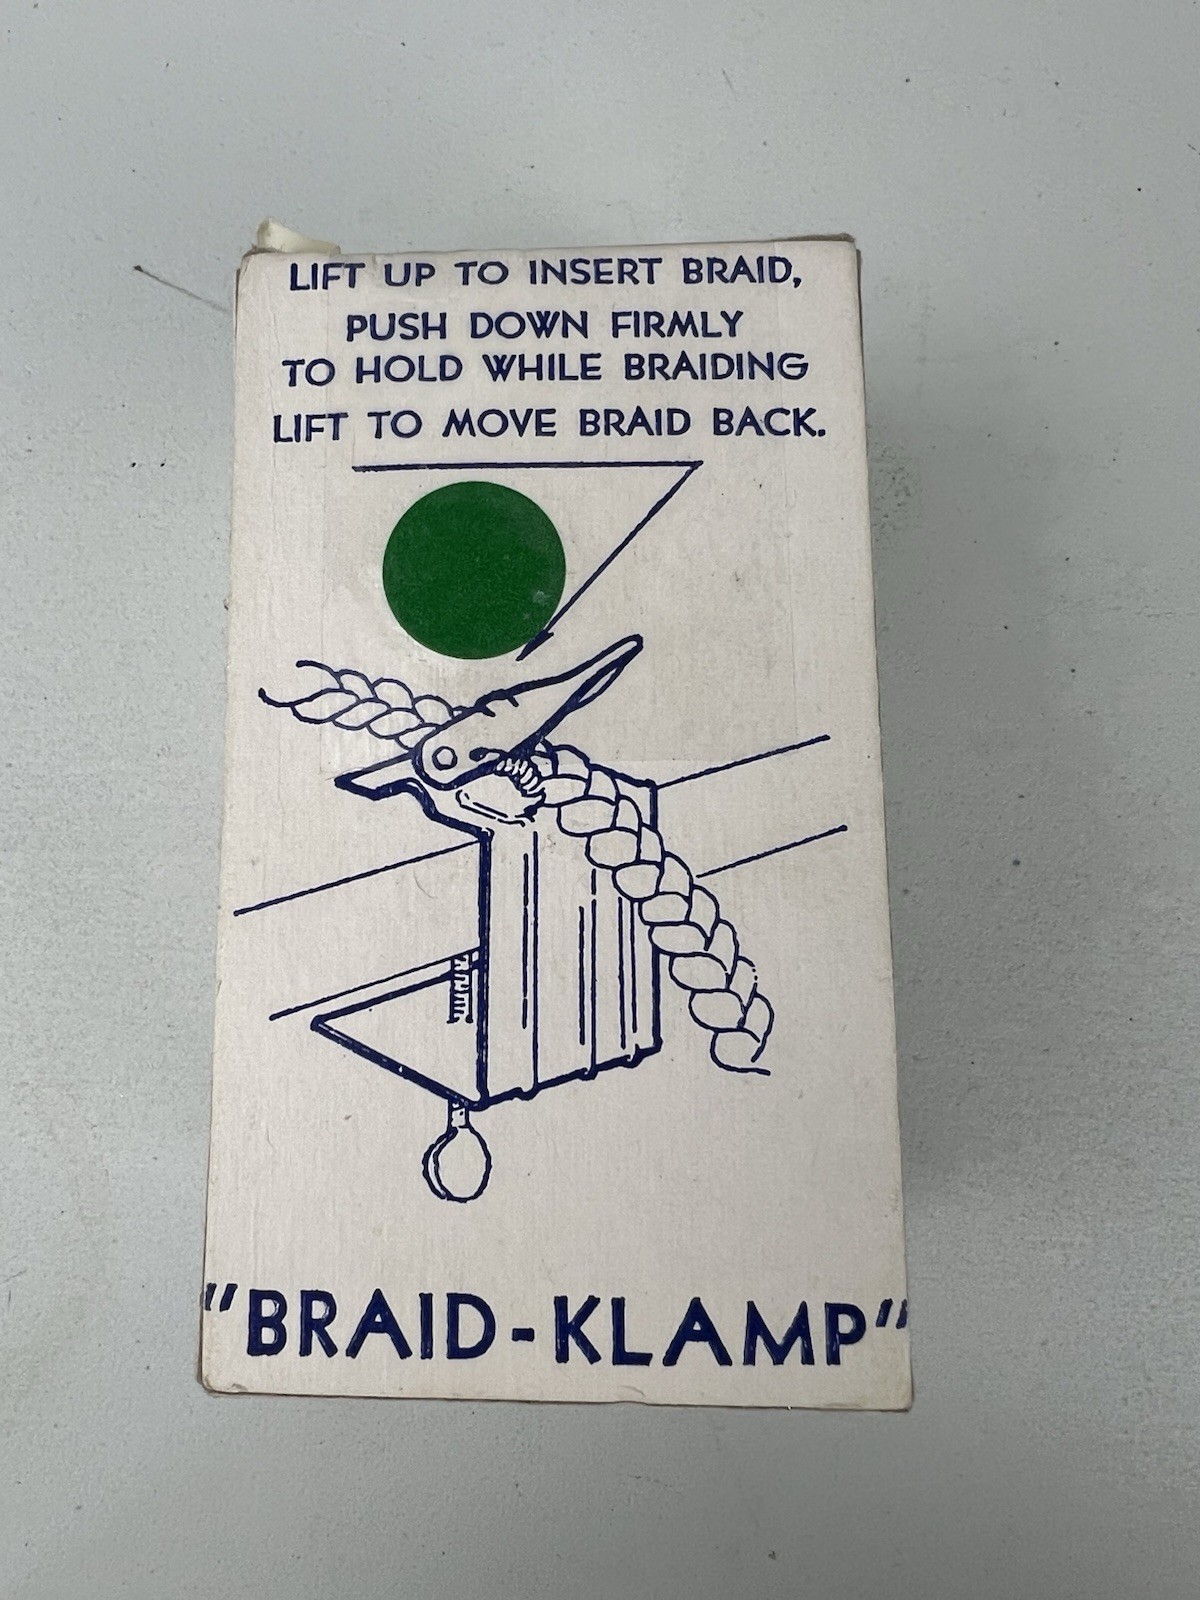 LIFT UP TO INSERT BRAID,
PUSH DOWN FIRMLY
TO HOLD WHILE BRAIDING
LIFT TO MOVE BRAID BACK.
"BRAID-KLAMP"